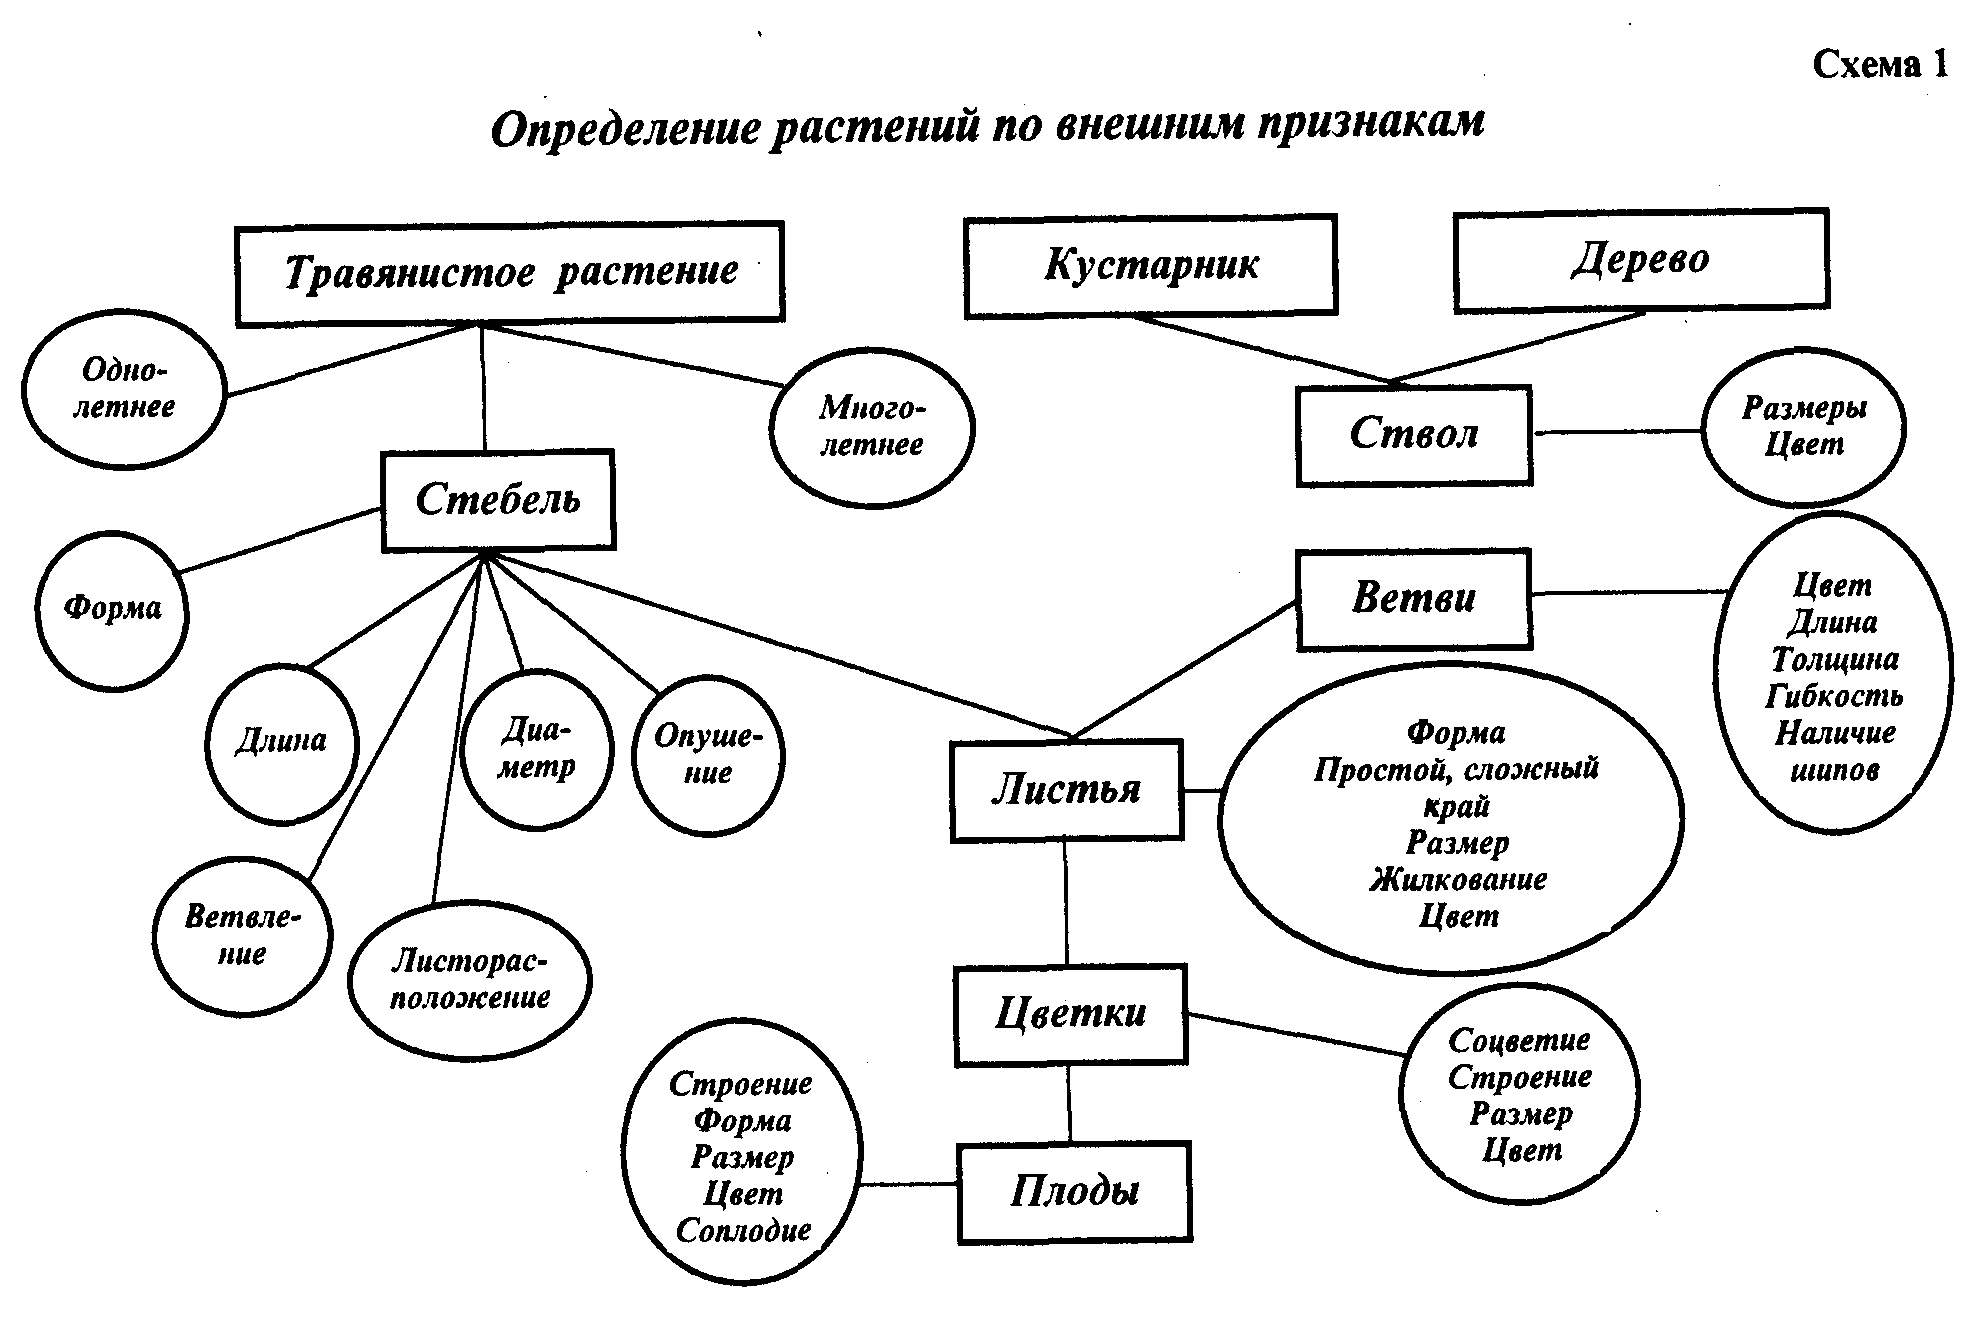 Схема 1
Определение растений по внешним признакам
Травянистое растение
Кустарник
Дерево
Одно-
летнее
Много-
летнее
Ствол
Размеры
Цвет
Стебель
Форма
Ветви
Цвет
Длина
Толщина
Гибкость
Наличие
шипов
Длина
Диа-
метр
Опуше-
ние
Листья
Форма
Простой, сложный
край
Размер
Жилкование
Цвет
Ветвле-
ние
Листорас-
положение
Цветки
Соцветие
Строение
Размер
Цвет
Строение
Форма
Размер
Цвет
Соплодие
Плоды